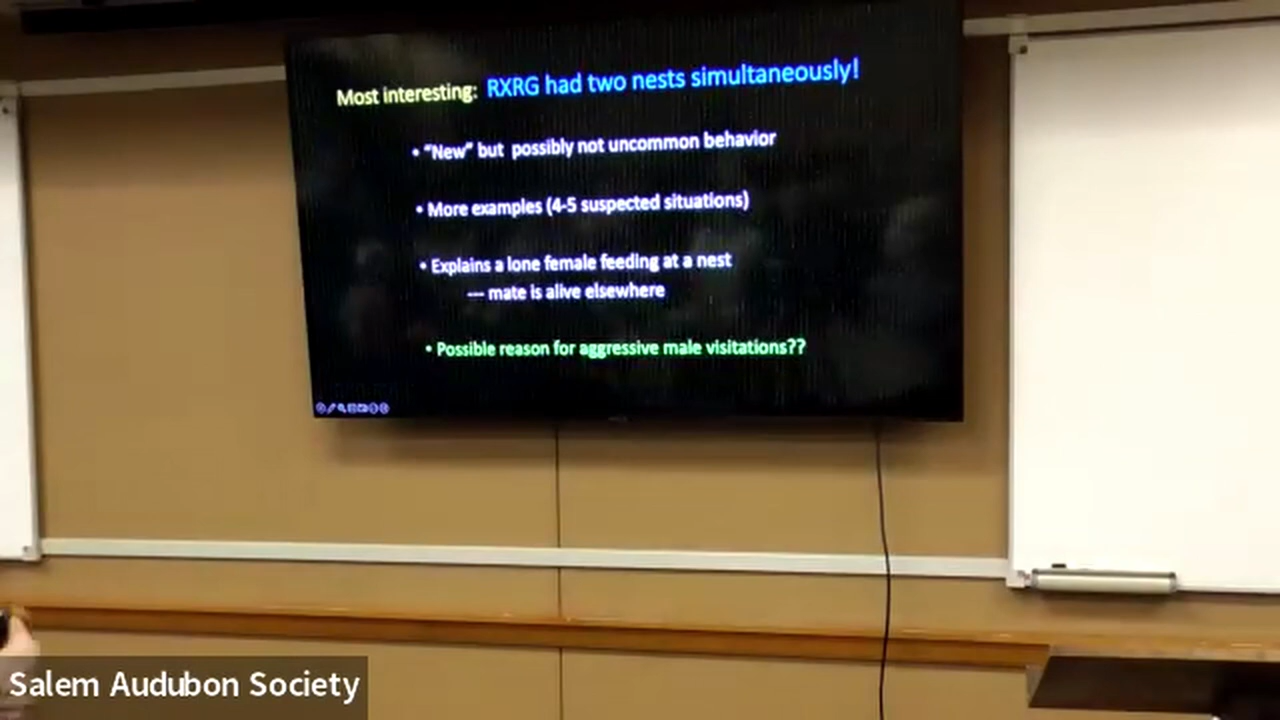 Most interesting: RXRG had two nests simultaneously!
• “New” but possibly not uncommon behavior
• More examples (4-5 suspected situations)
• Explains a lone female feeding at a nest
--- mate is alive elsewhere
• Possible reason for aggressive male visitations??
Salem Audubon Society